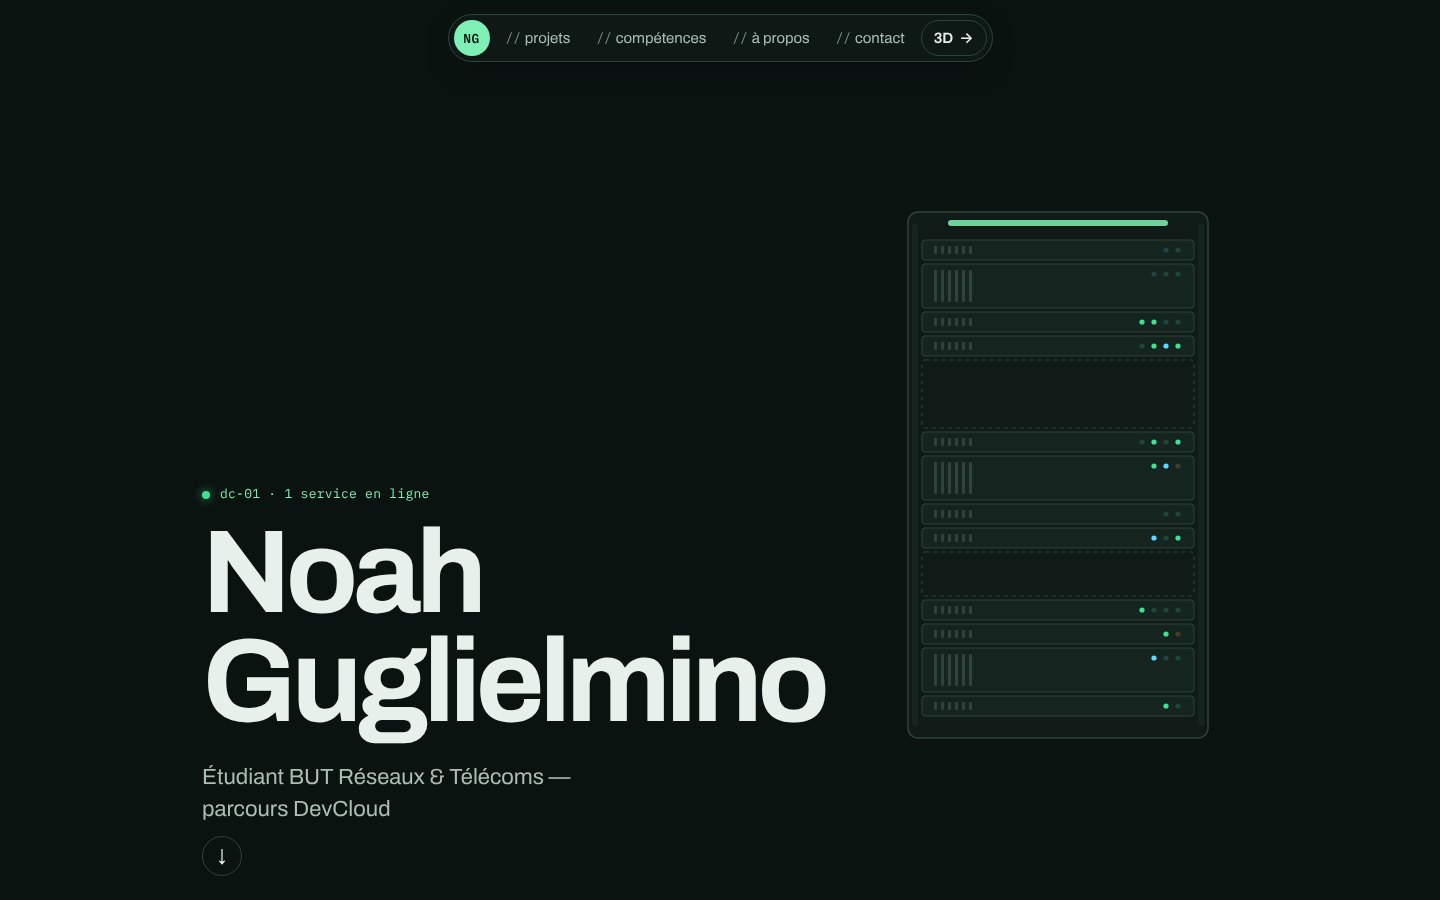 NG // projets // compétences // à propos // contact 3D →
dc-01 · 1 service en ligne
Noah
Guglielmino
Étudiant BUT Réseaux & Télécoms —
parcours DevCloud
↓